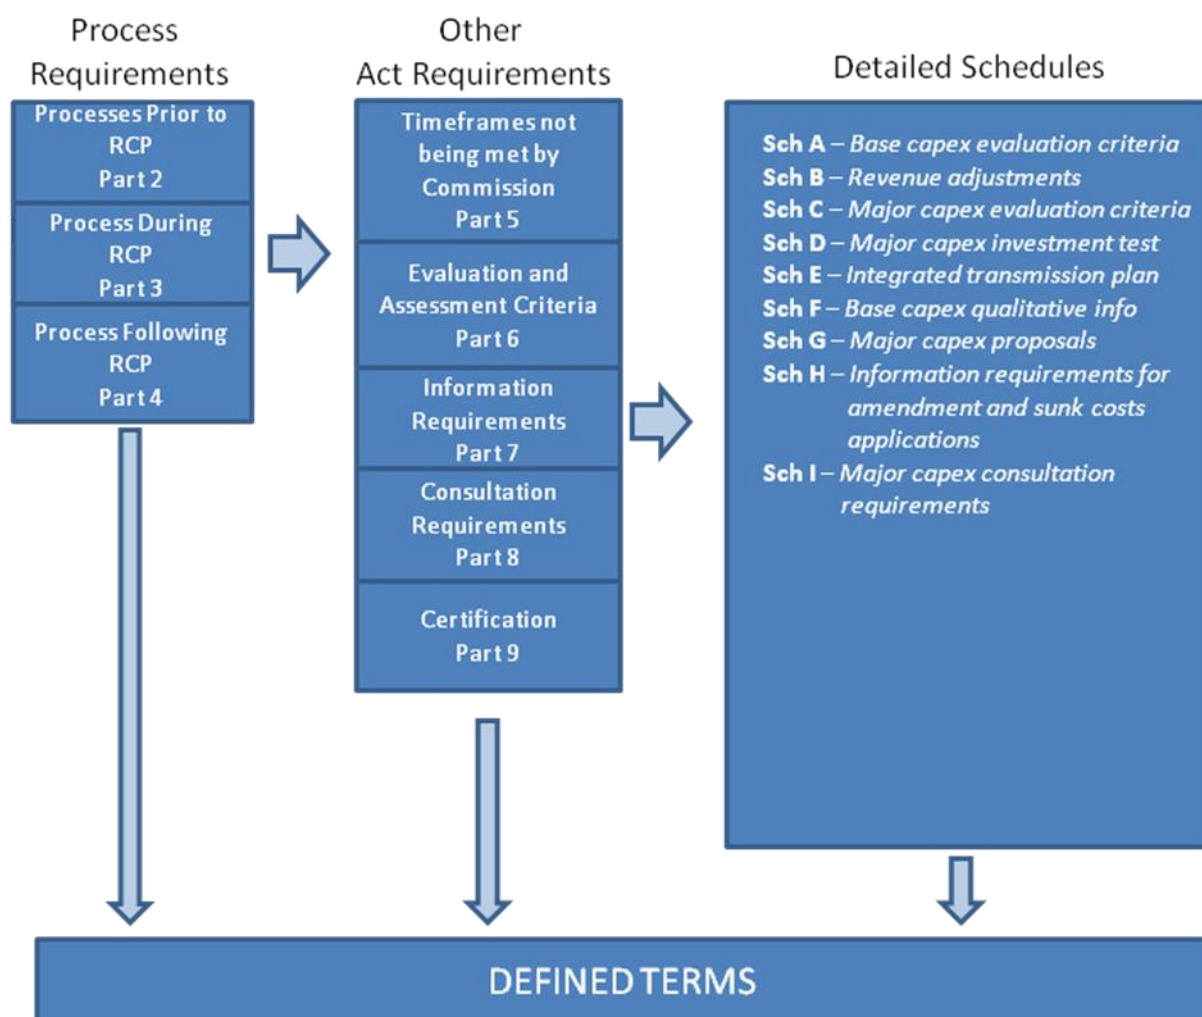 Process
Requirements
Processes Prior to
RCP
Part 2
Process During
RCP
Part 3
Process Following
RCP
Part 4
Other
Act Requirements
Timeframes not
being met by
Commission
Part 5
Evaluation and
Assessment Criteria
Part 6
Information
Requirements
Part 7
Consultation
Requirements
Part 8
Certification
Part 9
Detailed Schedules
Sch A – Base capex evaluation criteria
Sch B – Revenue adjustments
Sch C – Major capex evaluation criteria
Sch D – Major capex investment test
Sch E – Integrated transmission plan
Sch F – Base capex qualitative info
Sch G – Major capex proposals
Sch H – Information requirements for
amendment and sunk costs
applications
Sch I – Major capex consultation
requirements
DEFINED TERMS